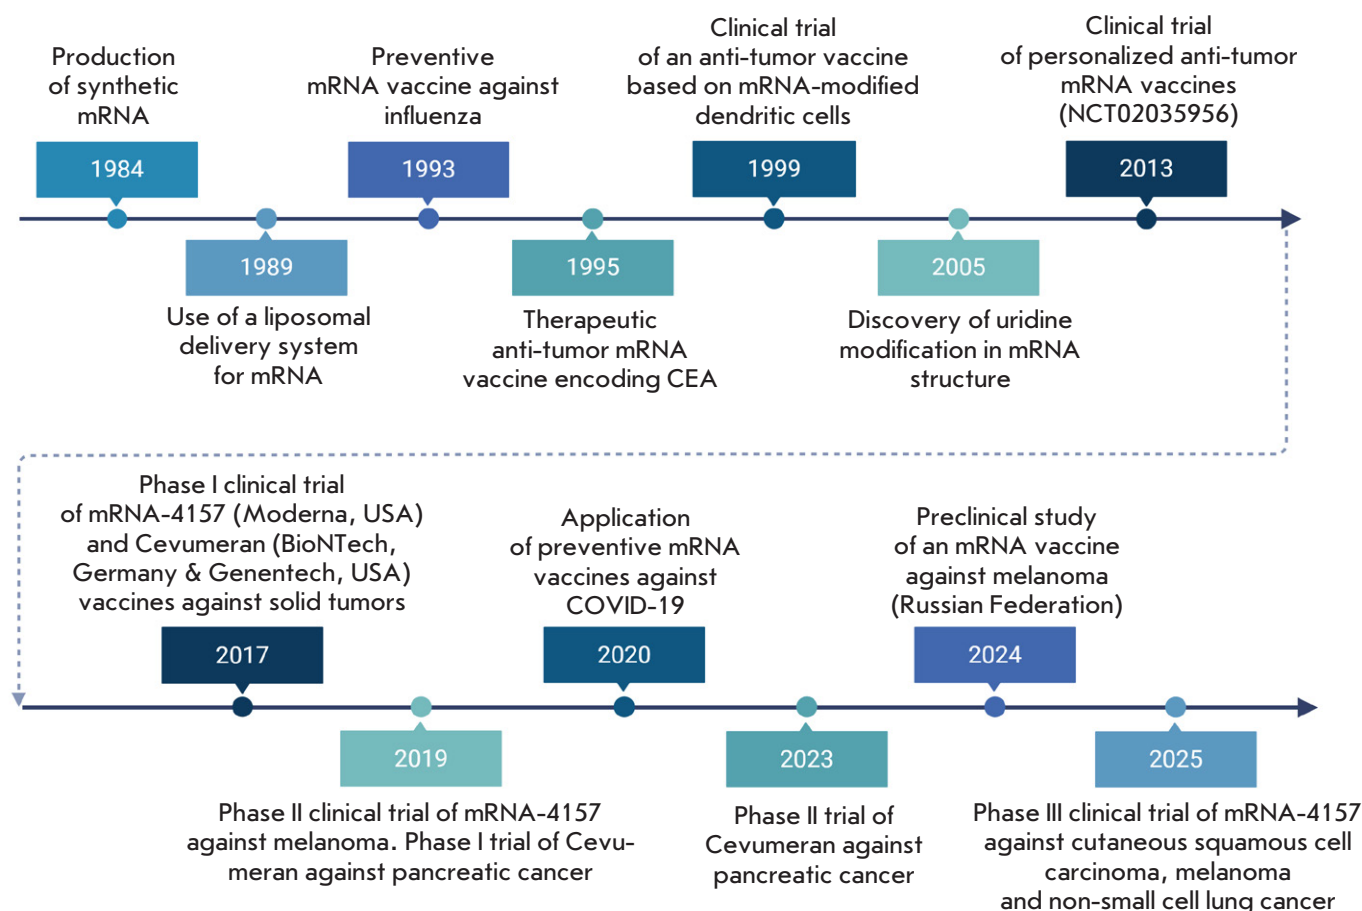 Production
of synthetic
mRNA
1984
1989
Use of a liposomal
delivery system
for mRNA
Preventive
mRNA vaccine against
influenza
1993
1995
Therapeutic
anti-tumor mRNA
vaccine encoding CEA
Clinical trial
of an anti-tumor vaccine
based on mRNA-modified
dendritic cells
1999
2005
Discovery of uridine
modification in mRNA
structure
Clinical trial
of personalized anti-tumor
mRNA vaccines
(NCT02035956)
2013
Phase I clinical trial
of mRNA-4157 (Moderna, USA)
and Cevumeran (BioNTech,
Germany & Genentech, USA)
vaccines against solid tumors
2017
2019
Phase II clinical trial of mRNA-4157
against melanoma. Phase I trial of Cevu-
meran against pancreatic cancer
Application
of preventive mRNA
vaccines against
COVID-19
2020
2023
Phase II trial of
Cevumeran against
pancreatic cancer
Preclinical study
of an mRNA vaccine
against melanoma
(Russian Federation)
2024
2025
Phase III clinical trial of mRNA-4157
against cutaneous squamous cell
carcinoma, melanoma
and non-small cell lung cancer